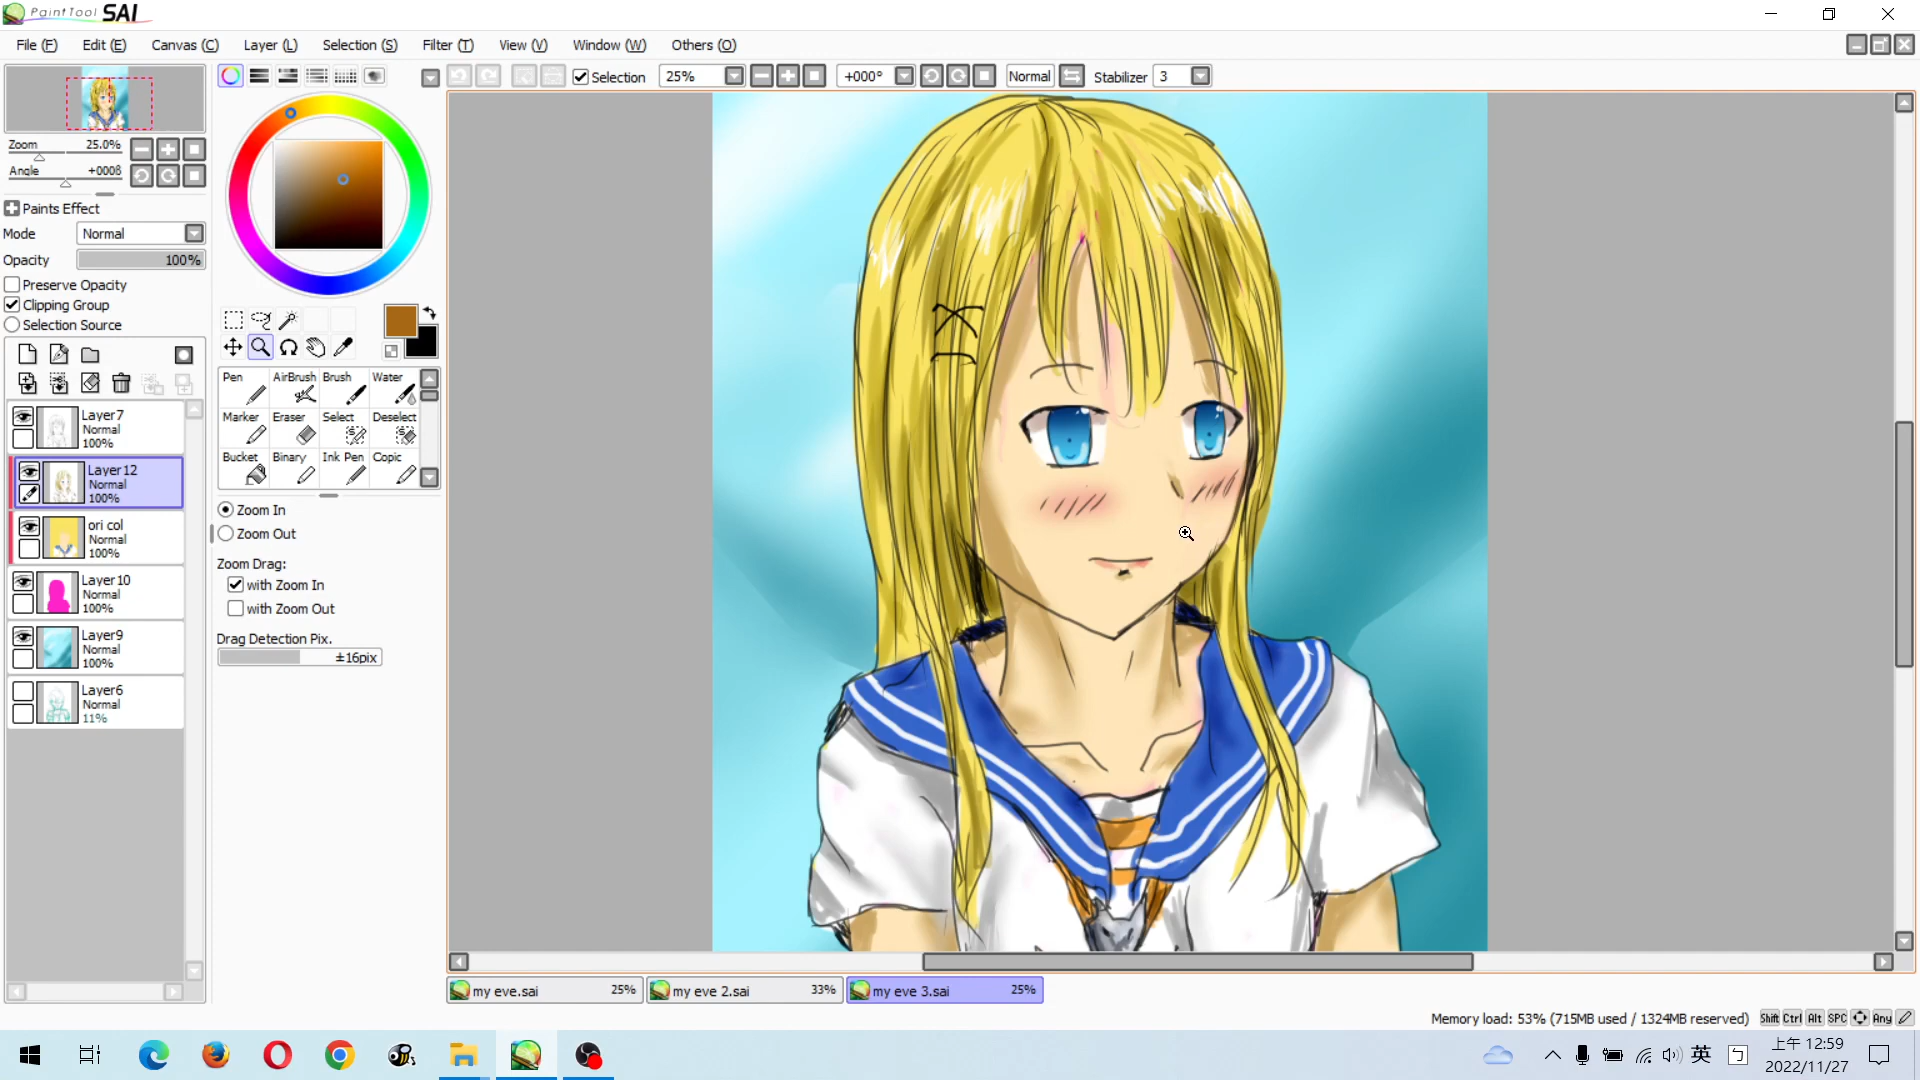 PaintTool SAI
File (F) Edit (E) Canvas (C) Layer (L) Selection (S) Filter (T) View (V) Window (W) Others (O)
Selection 25% +000° Normal Stabilizer 3
Zoom 25.0%
Angle +000§
Paints Effect
Mode Normal
Opacity 100%
Preserve Opacity
Clipping Group
Selection Source
Layer7
Normal
100%
Layer12
Normal
100%
ori col
Normal
100%
Layer10
Normal
100%
Layer9
Normal
100%
Layer6
Normal
11%
Pen AirBrush Brush Water
Marker Eraser Select Deselect
Bucket Binary Ink Pen Copic
Zoom In
Zoom Out
Zoom Drag:
with Zoom In
with Zoom Out
Drag Detection Pix.
±16pix
my eve.sai 25% my eve 2.sai 33% my eve 3.sai 25%
Memory load: 53% (715MB used / 1324MB reserved) Shift Ctrl Alt SPC Any
英 ㄅ 上午 12:59
2022/11/27